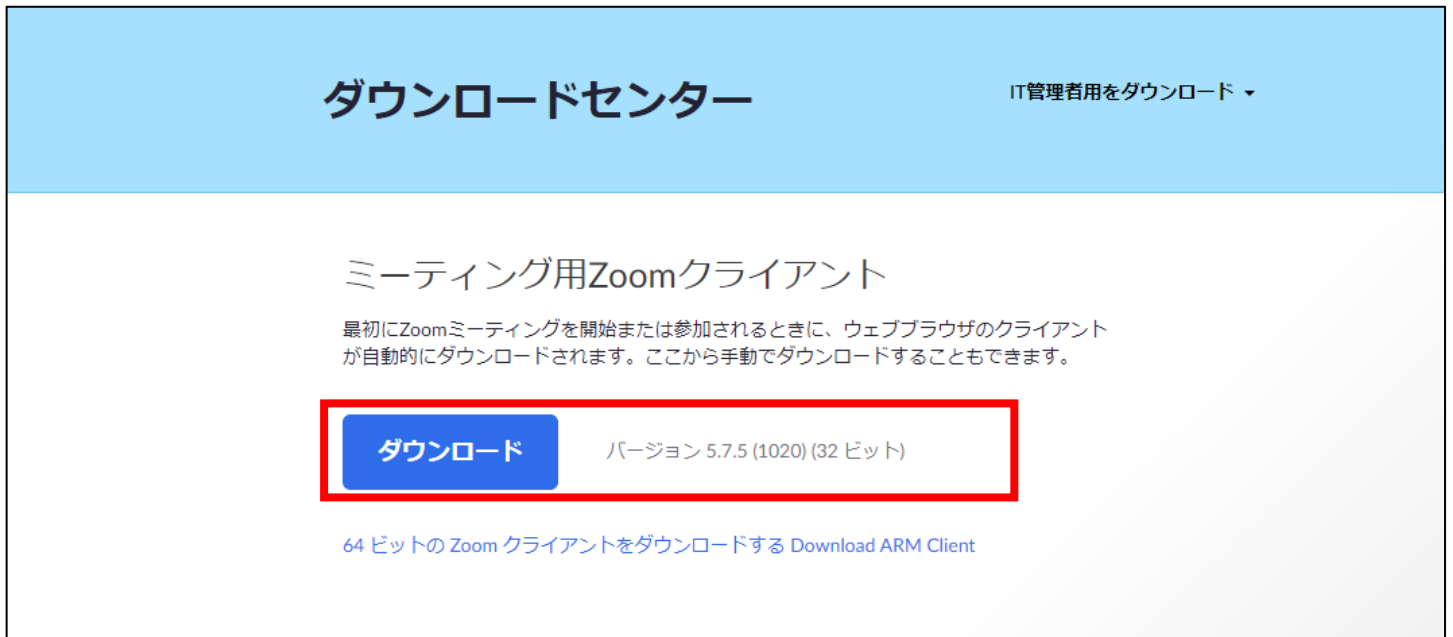 ダウンロードセンター
IT管理者用をダウンロード
ミーティング用Zoomクライアント
最初にZoomミーティングを開始または参加されるときに、ウェブブラウザのクライアント
が自動的にダウンロードされます。ここから手動でダウンロードすることもできます。
ダウンロード
バージョン 5.7.5 (1020) (32 ビット)
64 ビットの Zoom クライアントをダウンロードする Download ARM Client